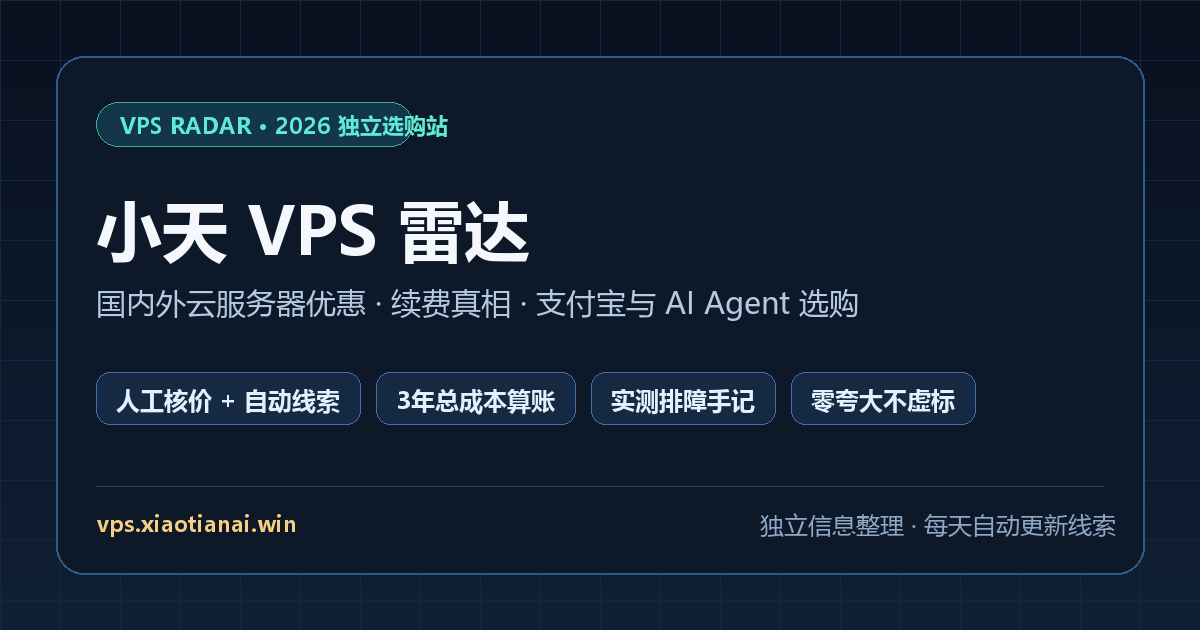 VPS RADAR • 2026 独立选购站
小天 VPS 雷达
国内外云服务器优惠 · 续费真相 · 支付宝与 AI Agent 选购
人工核价 + 自动线索
3年总成本算账
实测排障手记
零夸大不虚标
vps.xiaotianai.win
独立信息整理 · 每天自动更新线索